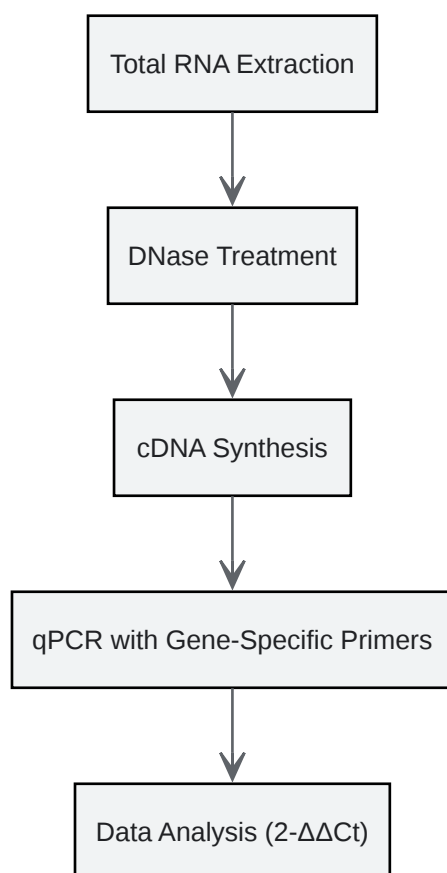 Total RNA Extraction
DNase Treatment
cDNA Synthesis
qPCR with Gene-Specific Primers
Data Analysis (2-ΔΔCt)